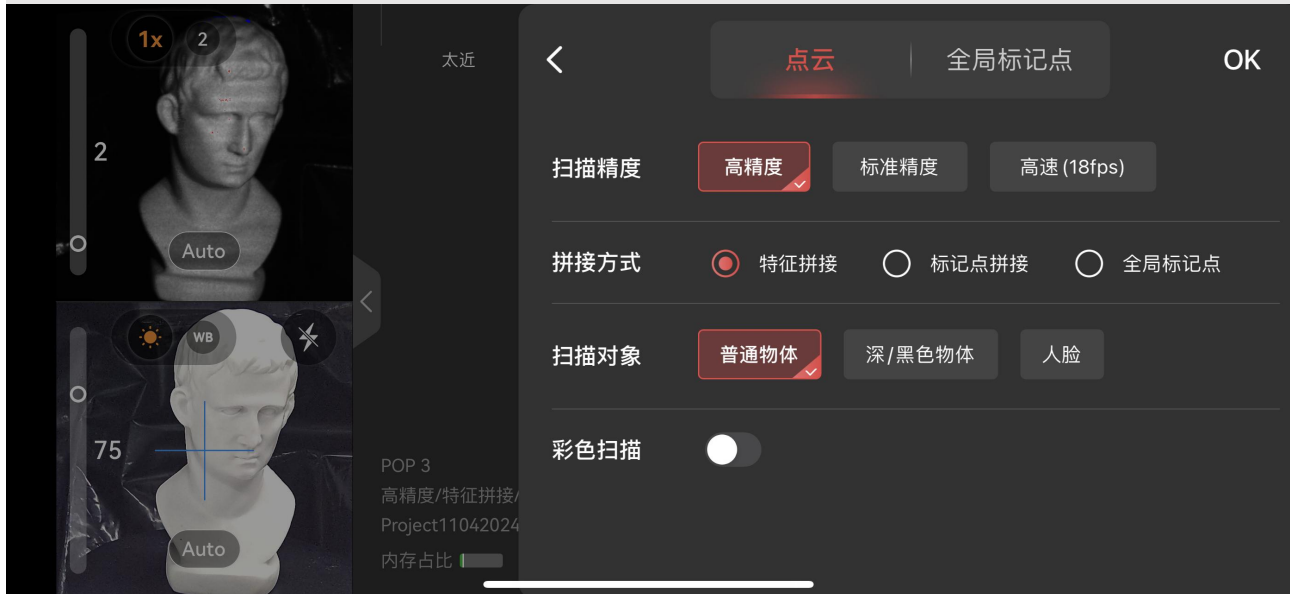 1x 2
2
Auto
WB
75
Auto
太近
POP 3
高精度/特征拼接/
Project11042024
内存占比
点云 全局标记点 OK
扫描精度 高精度 标准精度 高速(18fps)
拼接方式 特征拼接 标记点拼接 全局标记点
扫描对象 普通物体 深/黑色物体 人脸
彩色扫描